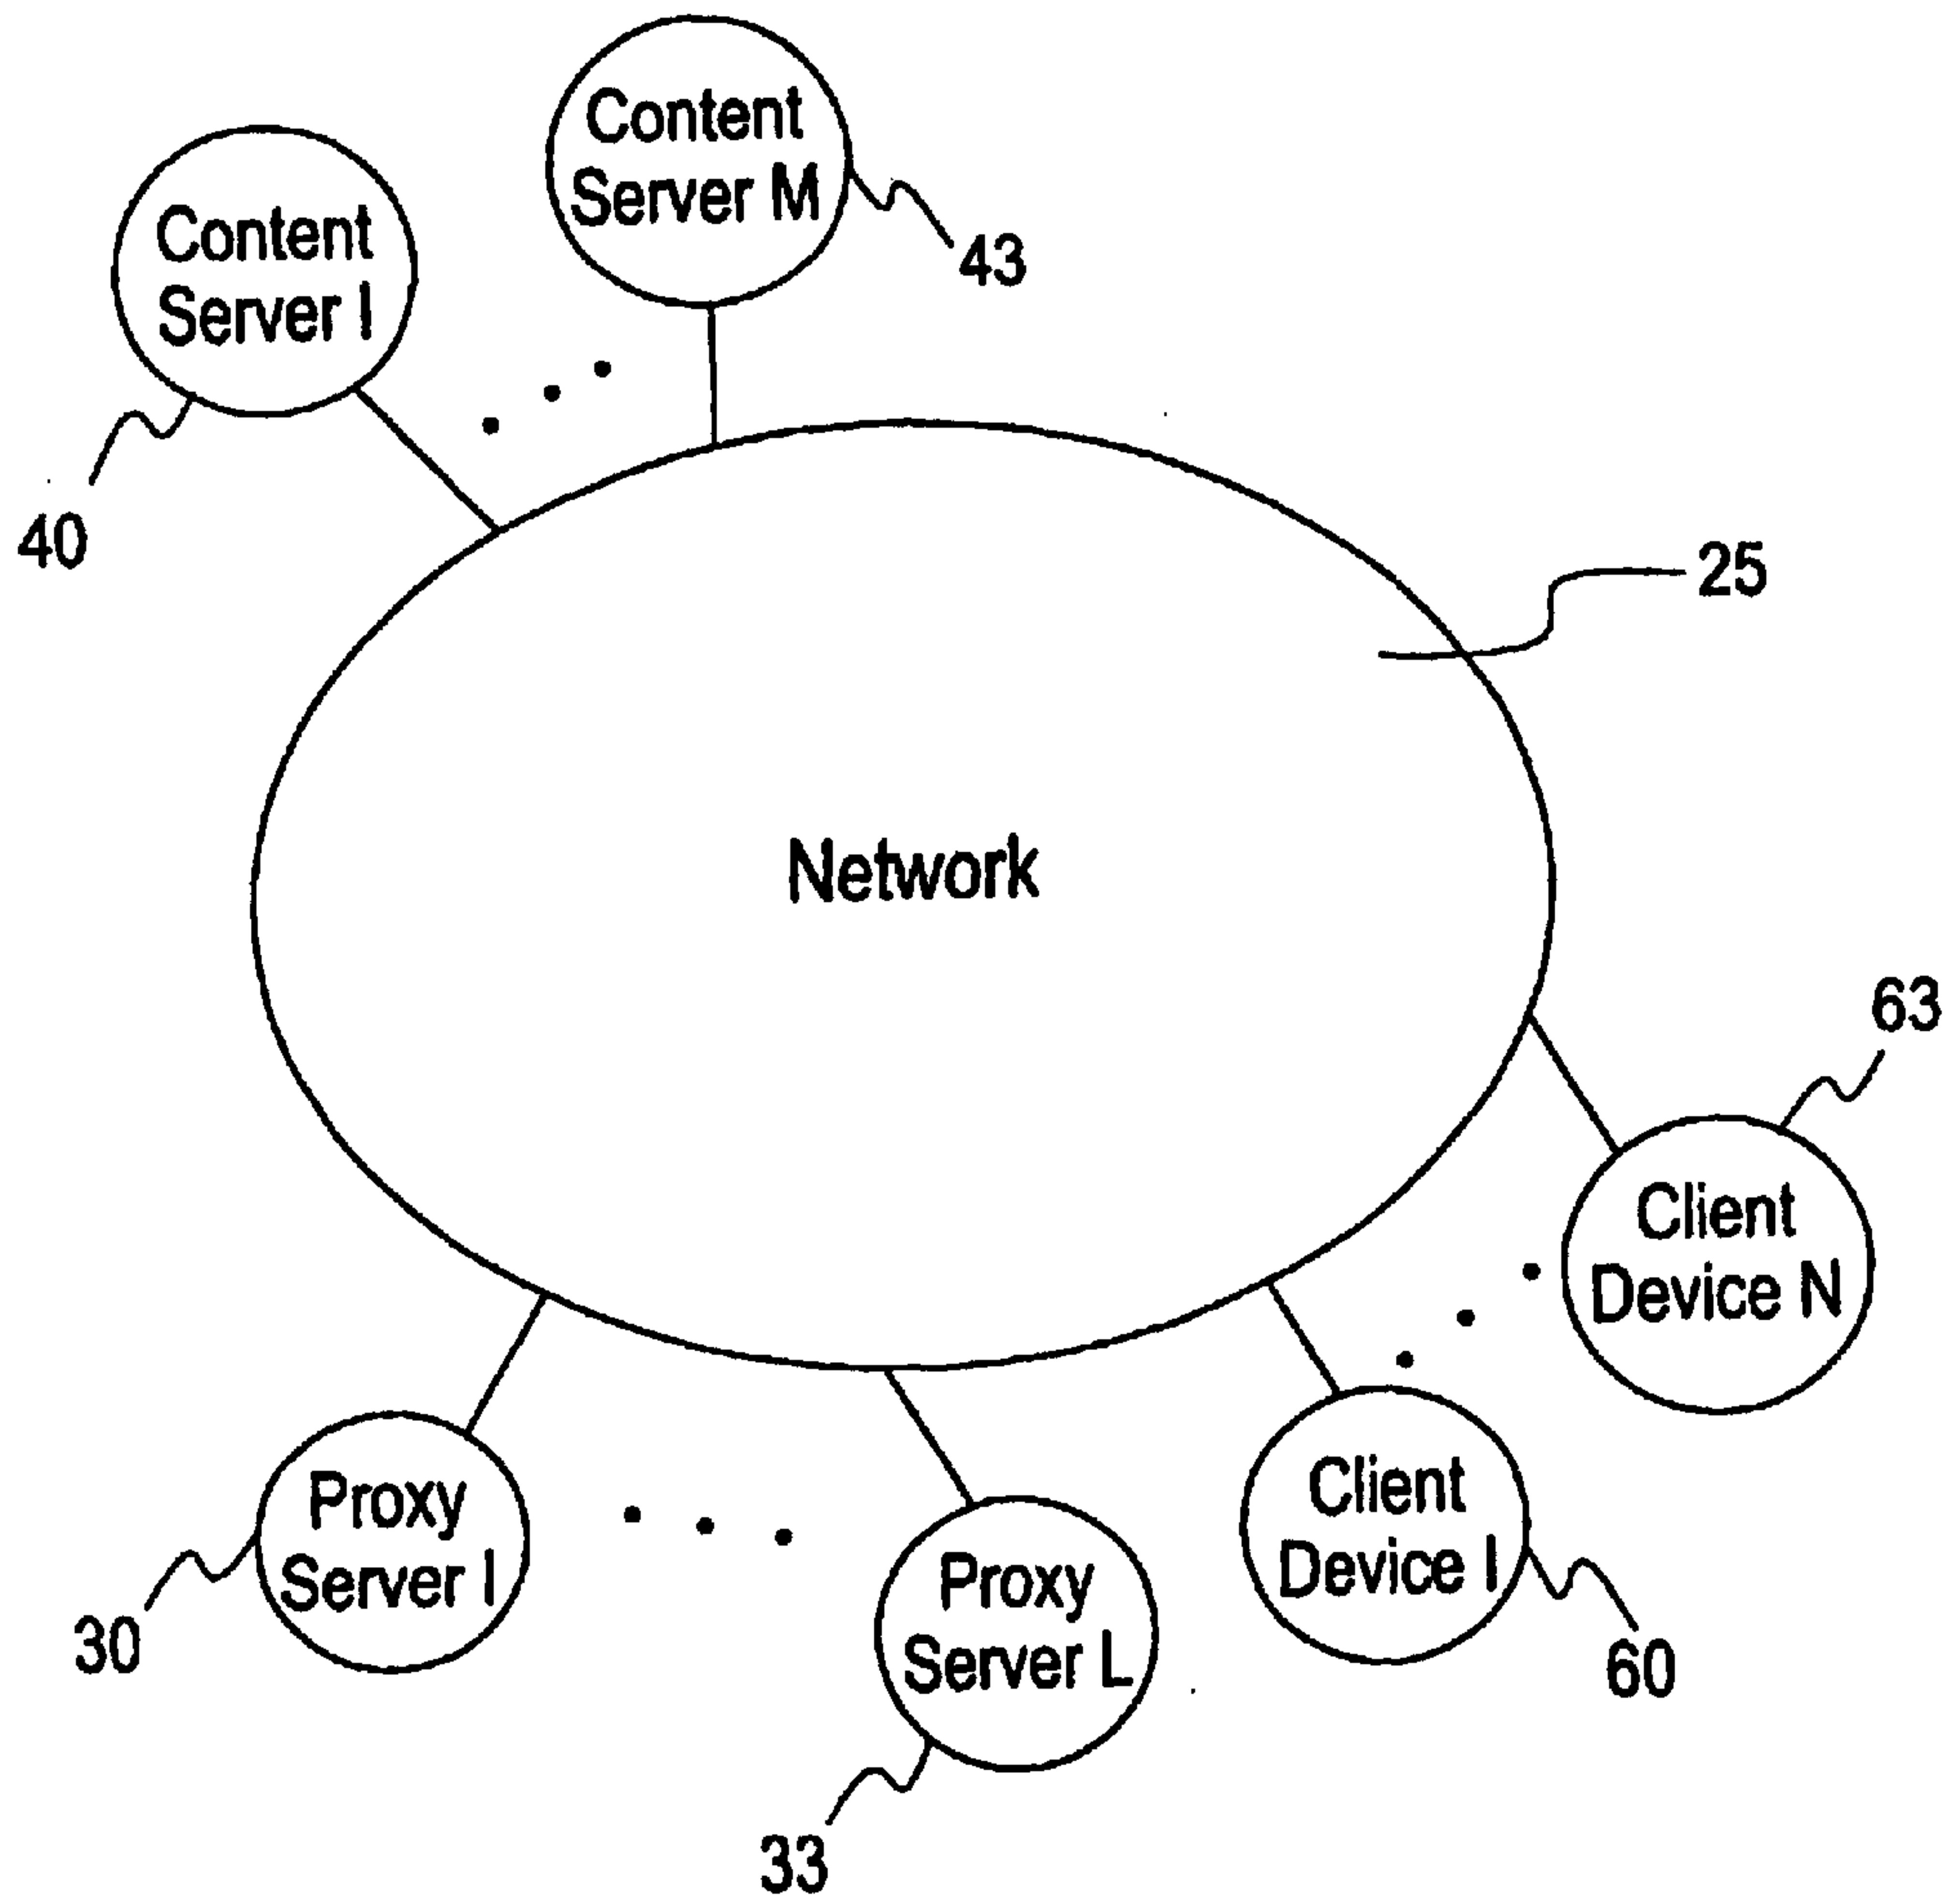 Content
Server M
43
Content
Server I
40
25
Network
63
Client
Device N
Client
Device I
60
Proxy
Server I
30
Proxy
Server L
33